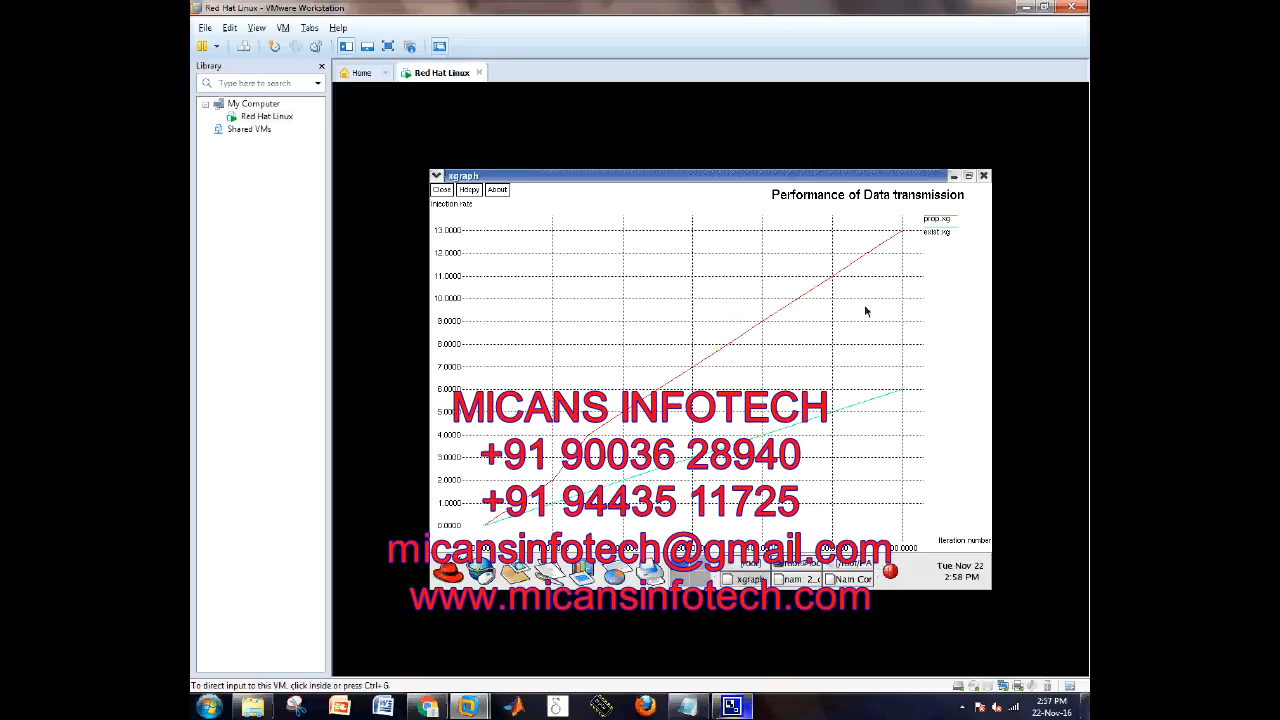 Red Hat Linux - VMware Workstation
File Edit View VM Tabs Help
Library
Type here to search
Home
Red Hat Linux
My Computer
Red Hat Linux
Shared VMs
xgraph
Close Hdcpy About
Performance of Data transmission
Injection rate
prop.xg
exist.xg
13.0000
12.0000
11.0000
10.0000
9.0000
8.0000
7.0000
6.0000
5.0000
4.0000
3.0000
2.0000
1.0000
0.0000
Iteration number
MICANS INFOTECH
+91 90036 28940
+91 94435 11725
micansinfotech@gmail.com
www.micansinfotech.com
xgraph
nam: 2_
Nam Cor
Tue Nov 22
2:58 PM
To direct input to this VM, click inside or press Ctrl+G.
2:57 PM
22-Nov-16